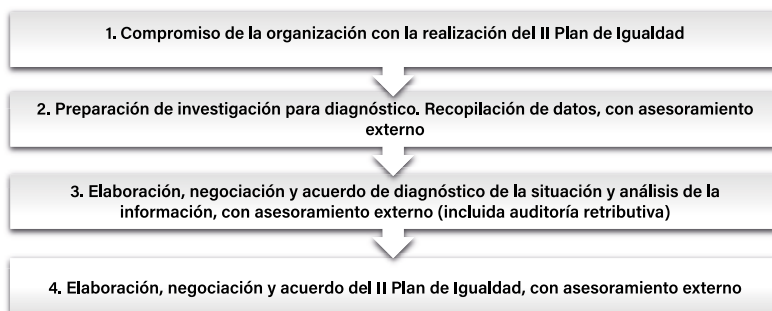 1. Compromiso de la organización con la realización del II Plan de Igualdad
2. Preparación de investigación para diagnóstico. Recopilación de datos, con asesoramiento
externo
3. Elaboración, negociación y acuerdo de diagnóstico de la situación y análisis de la
información, con asesoramiento externo (incluida auditoría retributiva)
4. Elaboración, negociación y acuerdo del II Plan de Igualdad, con asesoramiento externo